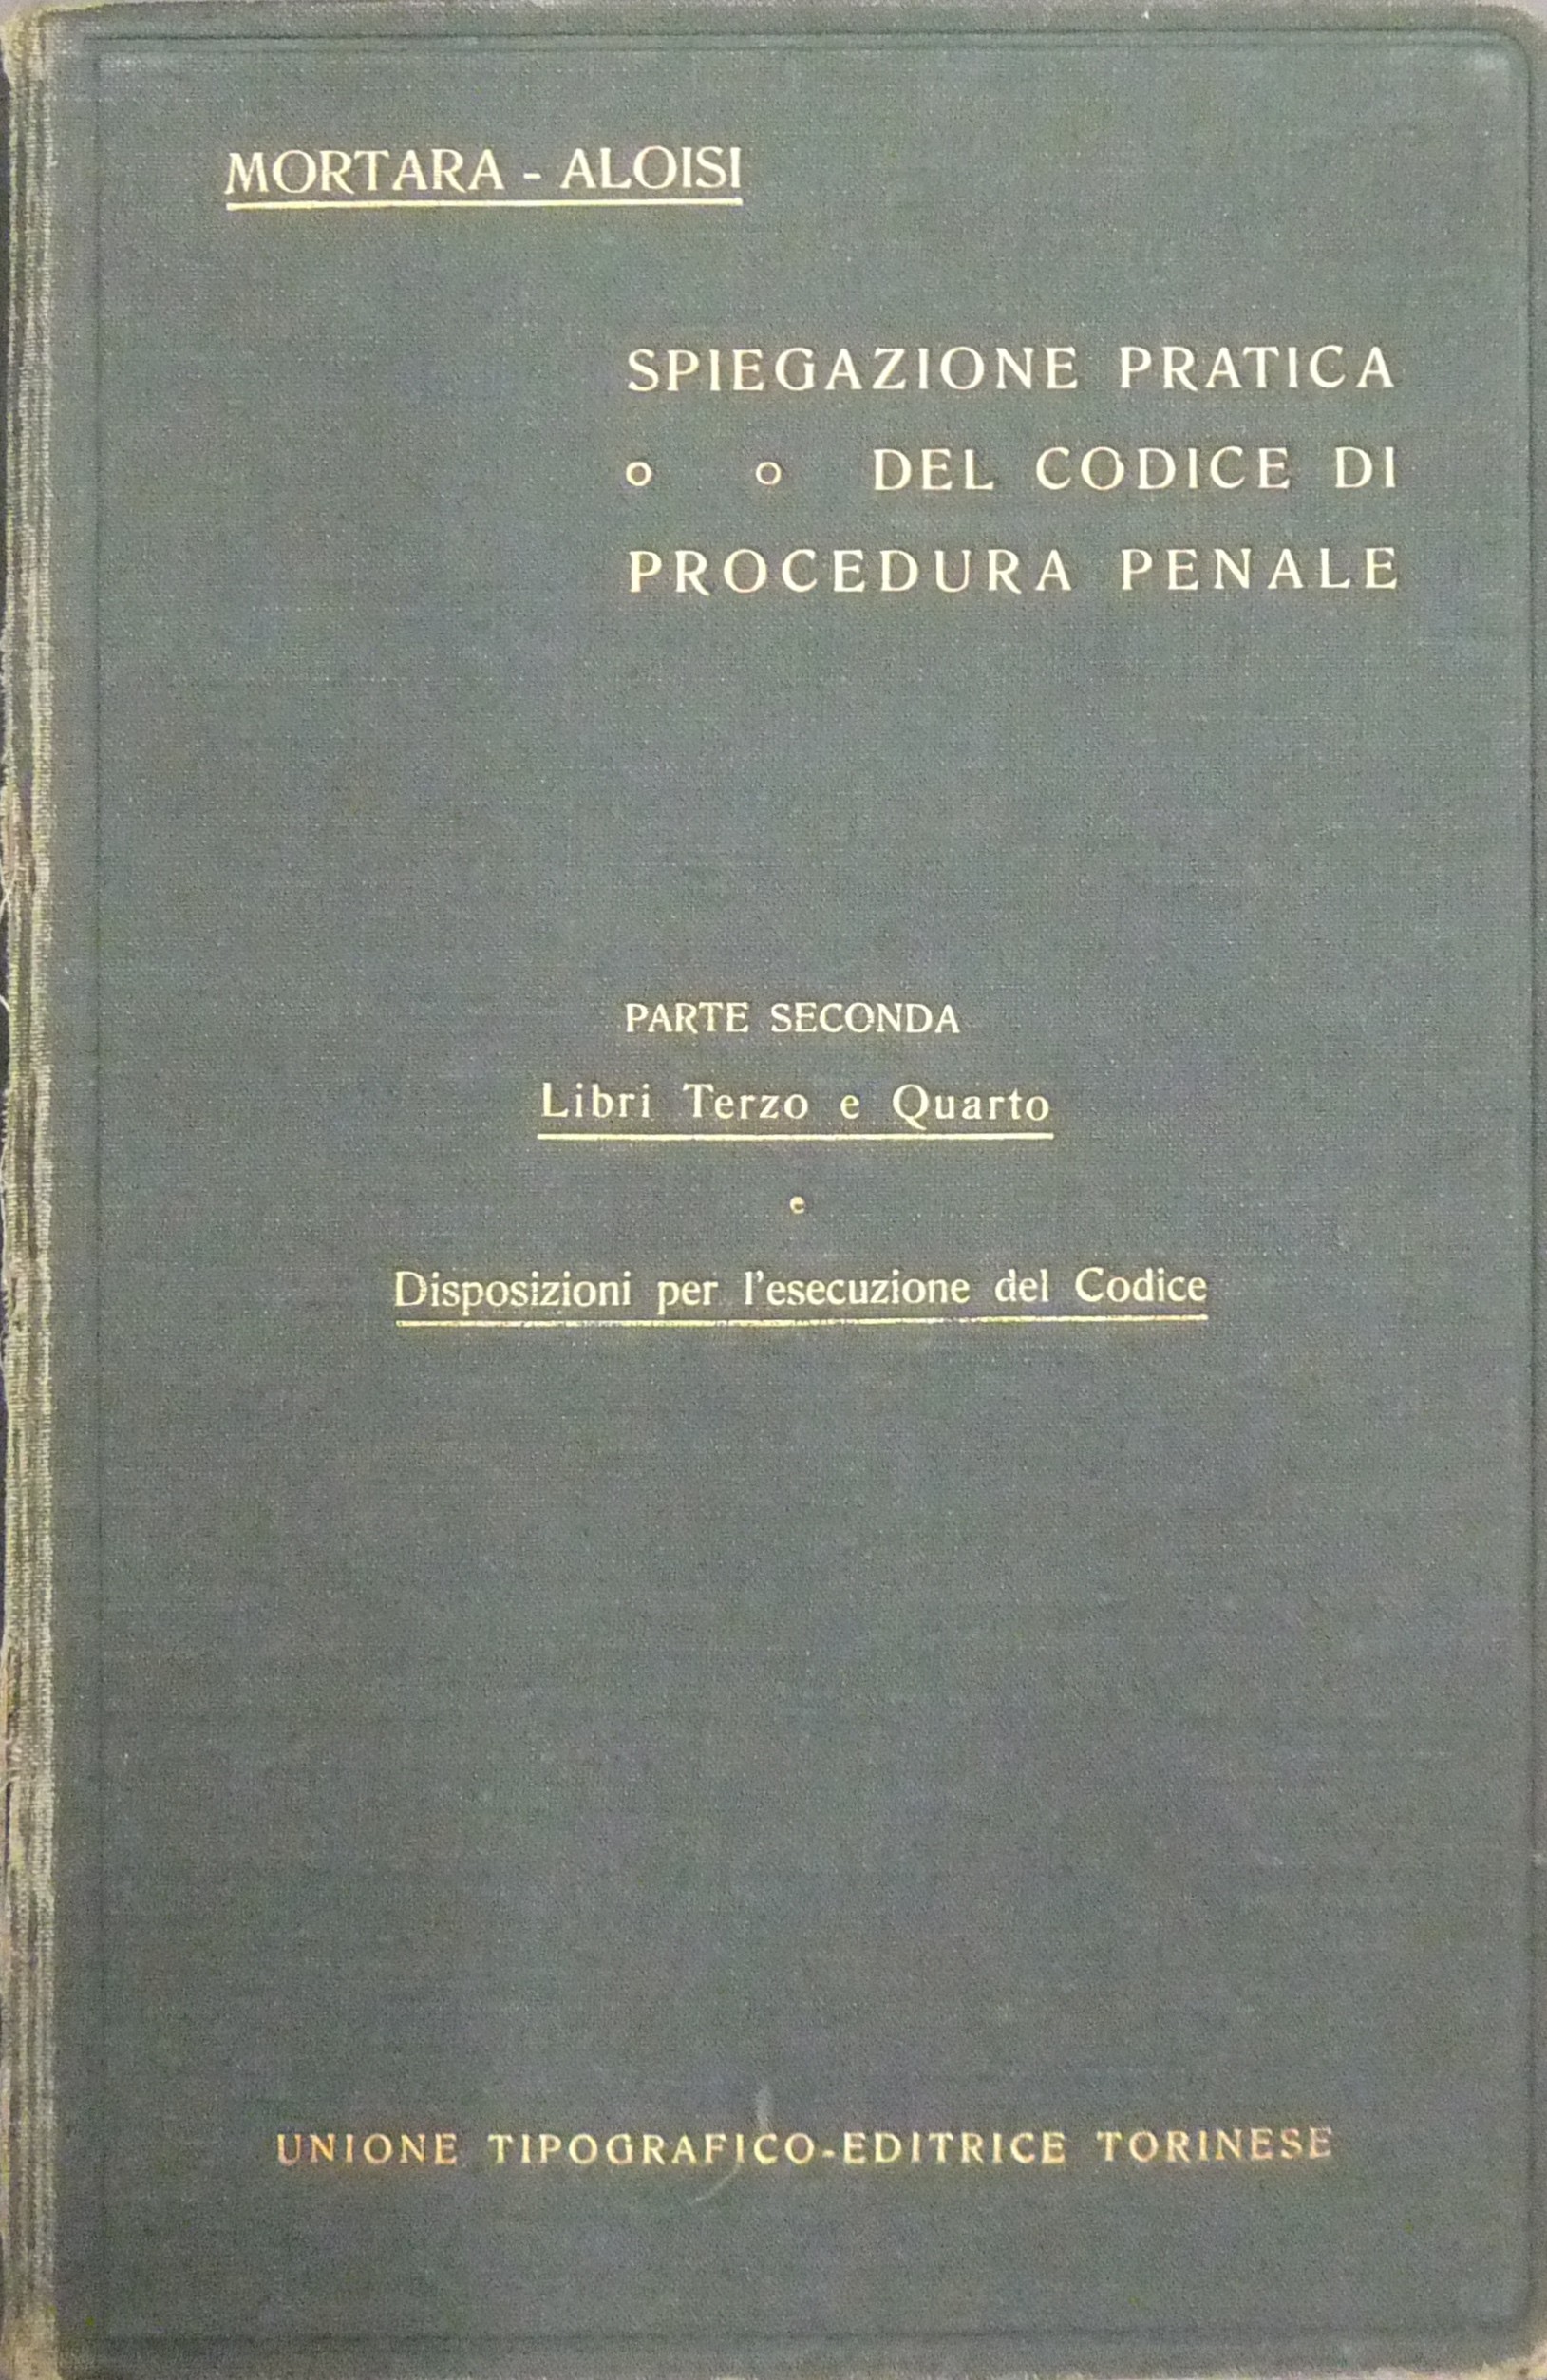 MORTARA - ALOISI
SPIEGAZIONE PRATICA
o o DEL CODICE DI
PROCEDURA PENALE
PARTE SECONDA
Libri Terzo e Quarto
e
Disposizioni per l'esecuzione del Codice
UNIONE TIPOGRAFICO-EDITRICE TORINESE